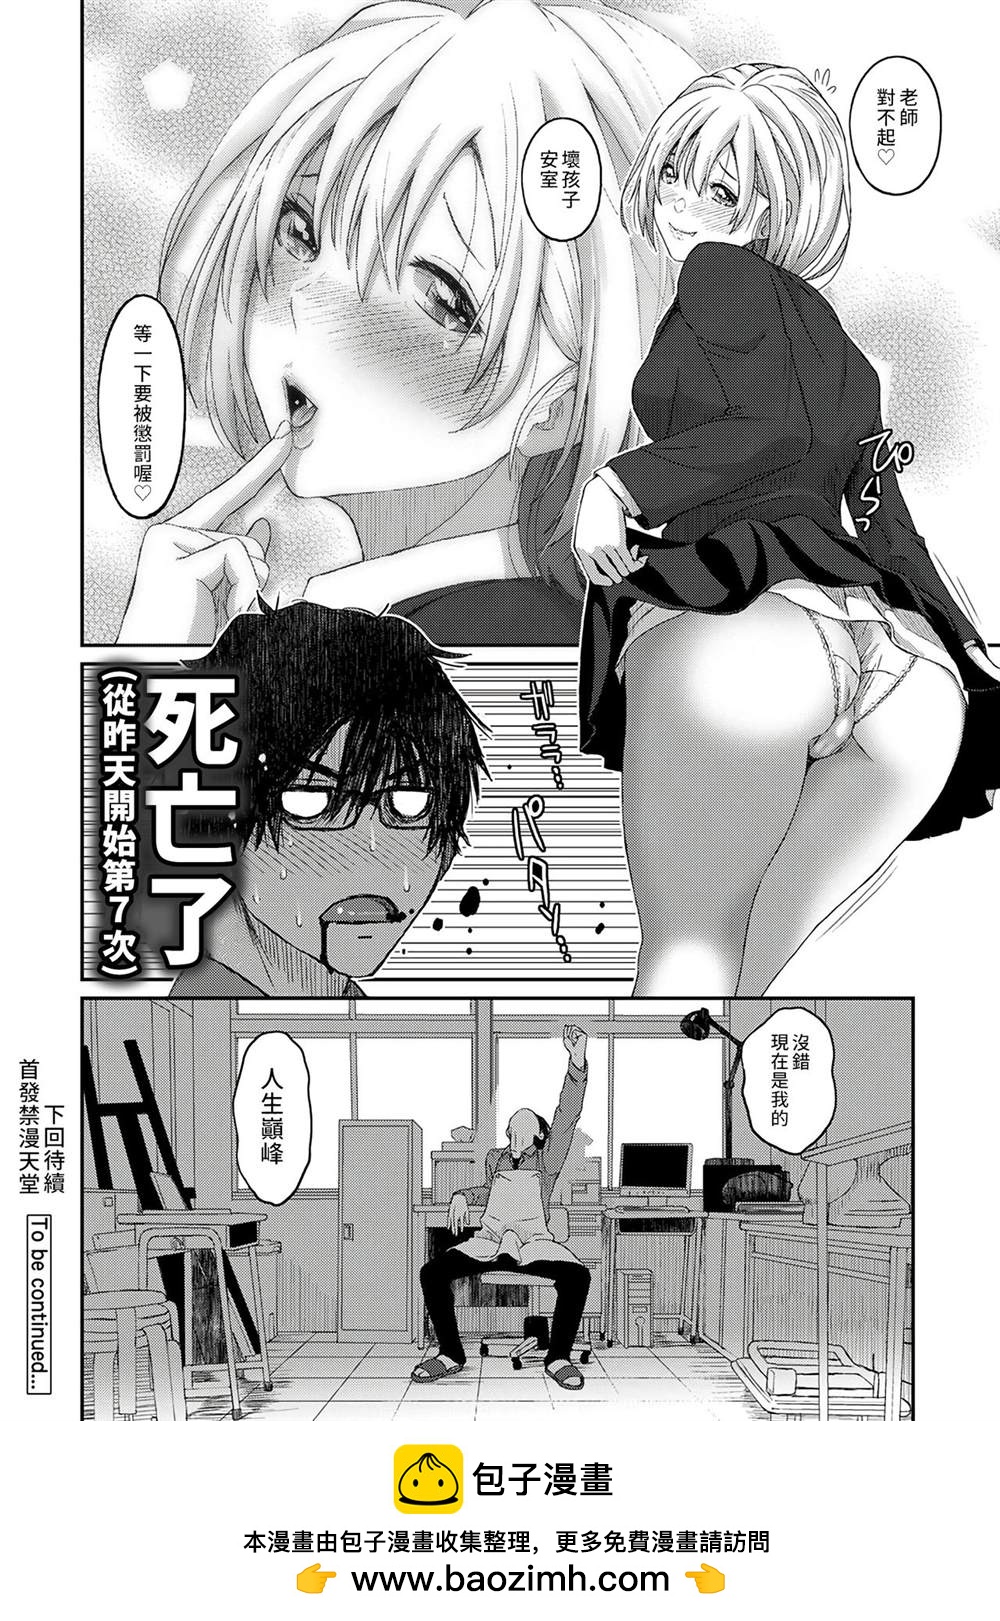 老師
對不起♡
壞孩子
安室
等一下要被懲罰喔♡
ぴらっ
ガララ…
パタン…
死亡了
(從昨天開始第7次)
沒錯
現在是我的
人生巔峰
下回待續
首發禁漫天堂
To be continued...
包子漫畫
本漫畫由包子漫畫收集整理，更多免費漫畫請訪問
👉 www.baozimh.com 👈